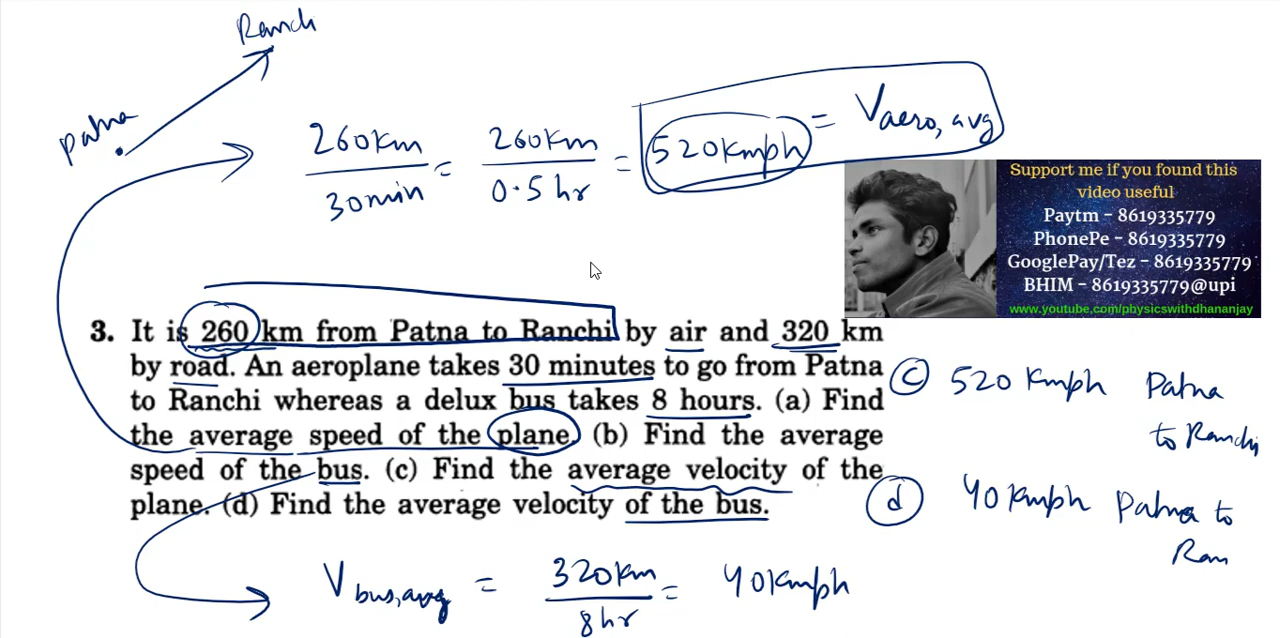 Ranchi
Patna
260km / 30min = 260km / 0.5 hr = 520kmph = Vaero, avg
Support me if you found this
video useful
Paytm - 8619335779
PhonePe - 8619335779
GooglePay/Tez - 8619335779
BHIM - 8619335779@upi
www.youtube.com/physicswithdhananjay
3. It is 260 km from Patna to Ranchi by air and 320 km
by road. An aeroplane takes 30 minutes to go from Patna
to Ranchi whereas a delux bus takes 8 hours. (a) Find
the average speed of the plane. (b) Find the average
speed of the bus. (c) Find the average velocity of the
plane. (d) Find the average velocity of the bus.
(c) 520 Kmph Patna
to Ranchi
(d) 40 Kmph Patna to
Ran
Vbus, avg = 320km / 8hr = 40kmph